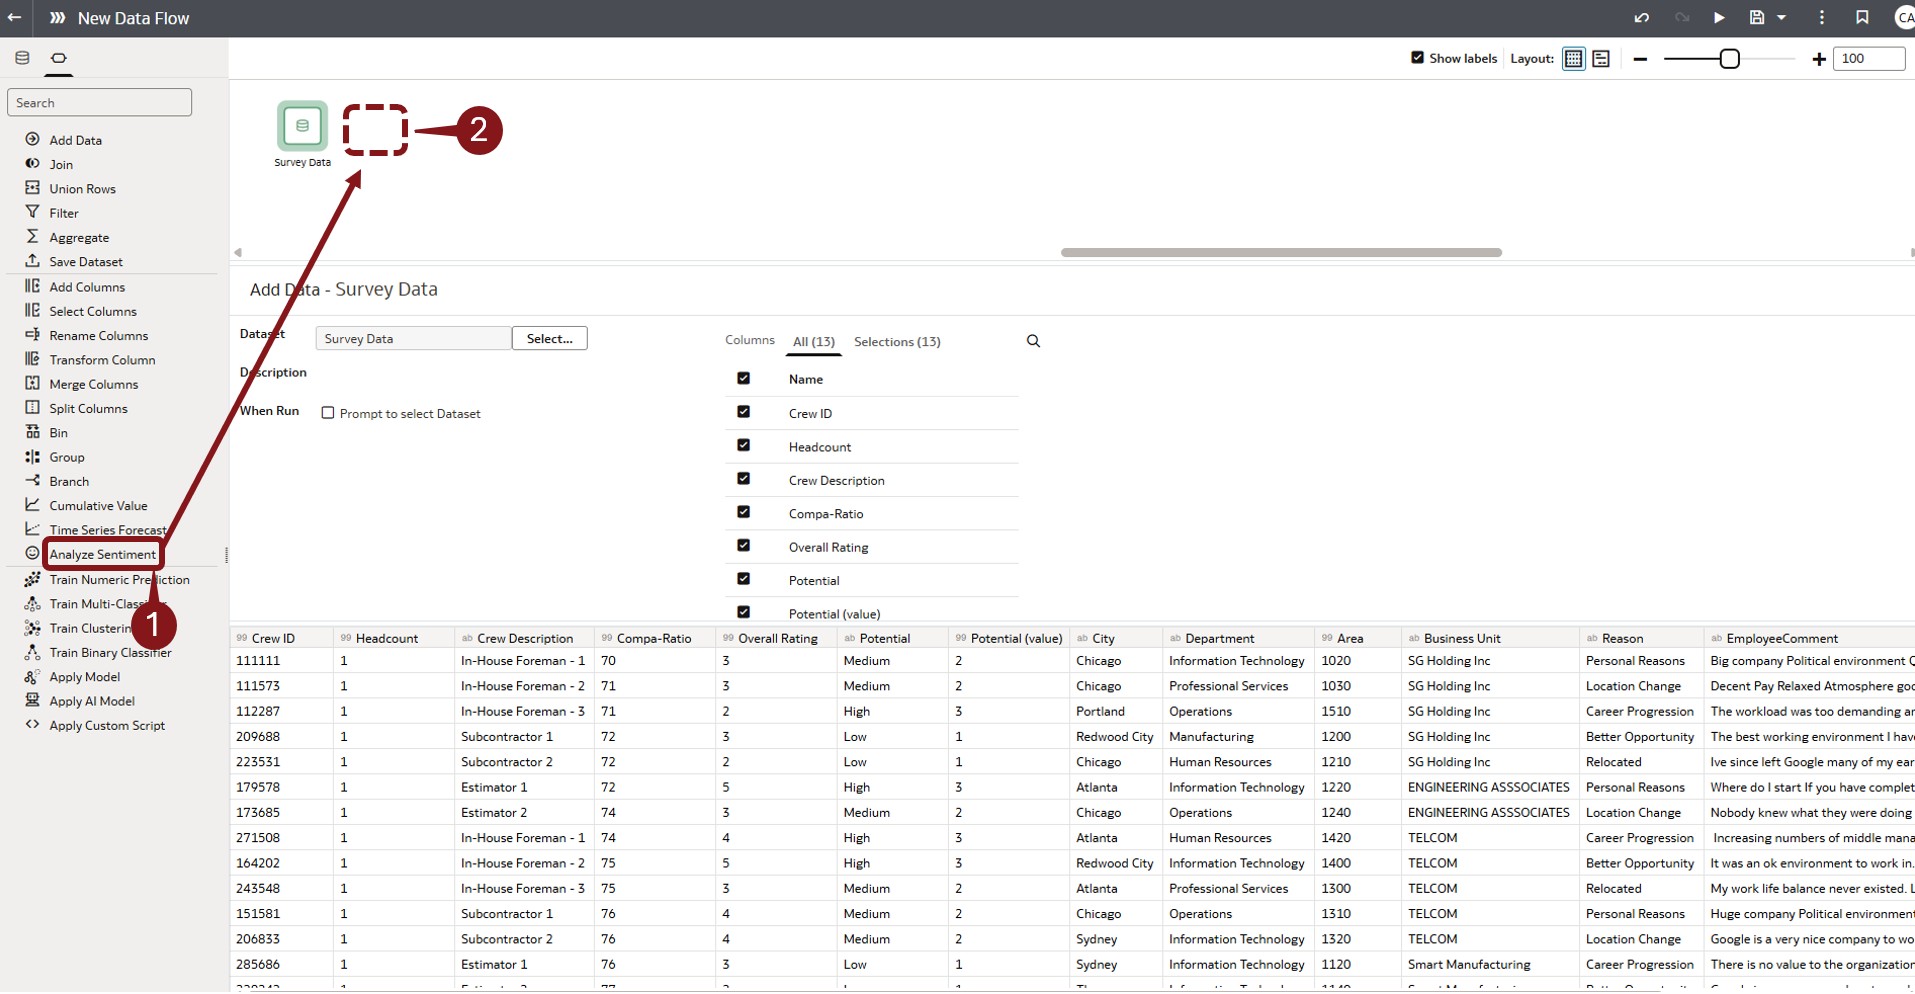 New Data Flow
CA
Show labels Layout: 100
Search
Add Data
Join
Union Rows
Filter
Aggregate
Save Dataset
Add Columns
Select Columns
Rename Columns
Transform Column
Merge Columns
Split Columns
Bin
Group
Branch
Cumulative Value
Time Series Forecast
Analyze Sentiment
Train Numeric Prediction
Train Multi-Classi
Train Clusterin
Train Binary Classifier
Apply Model
Apply AI Model
Apply Custom Script
1
2
Survey Data
Add Data - Survey Data
Dataset Survey Data Select...
Description
When Run Prompt to select Dataset
Columns All (13) Selections (13)
Name
Crew ID
Headcount
Crew Description
Compa-Ratio
Overall Rating
Potential
Potential (value)
99 Crew ID 99 Headcount ab Crew Description 99 Compa-Ratio 99 Overall Rating ab Potential 99 Potential (value) ab City ab Department 99 Area ab Business Unit ab Reason ab EmployeeComment
111111 1 In-House Foreman - 1 70 3 Medium 2 Chicago Information Technology 1020 SG Holding Inc Personal Reasons Big company Political environment
111573 1 In-House Foreman - 2 71 3 Medium 2 Chicago Professional Services 1030 SG Holding Inc Location Change Decent Pay Relaxed Atmosphere goo
112287 1 In-House Foreman - 3 71 2 High 3 Portland Operations 1510 SG Holding Inc Career Progression The workload was too demanding
209688 1 Subcontractor 1 72 3 Low 1 Redwood City Manufacturing 1200 SG Holding Inc Better Opportunity The best working environment I have
223531 1 Subcontractor 2 72 2 Low 1 Chicago Human Resources 1210 SG Holding Inc Relocated Ive since left Google many of my ear
179578 1 Estimator 1 72 5 High 3 Atlanta Information Technology 1220 ENGINEERING ASSSOCIATES Personal Reasons Where do I start If you have complet
173685 1 Estimator 2 74 3 Medium 2 Chicago Operations 1240 ENGINEERING ASSSOCIATES Location Change Nobody knew what they were doing
271508 1 In-House Foreman - 1 74 4 High 3 Atlanta Human Resources 1420 TELCOM Career Progression Increasing numbers of middle mana
164202 1 In-House Foreman - 2 75 5 High 3 Redwood City Information Technology 1400 TELCOM Better Opportunity It was an ok environment to work in.
243548 1 In-House Foreman - 3 75 3 Medium 2 Atlanta Professional Services 1300 TELCOM Relocated My work life balance never existed. L
151581 1 Subcontractor 1 76 4 Medium 2 Chicago Operations 1310 TELCOM Personal Reasons Huge company Political environment
206833 1 Subcontractor 2 76 4 Medium 2 Sydney Information Technology 1320 TELCOM Location Change Google is a very nice company to wo
285686 1 Estimator 1 76 3 Low 1 Sydney Information Technology 1120 Smart Manufacturing Career Progression There is no value to the organization